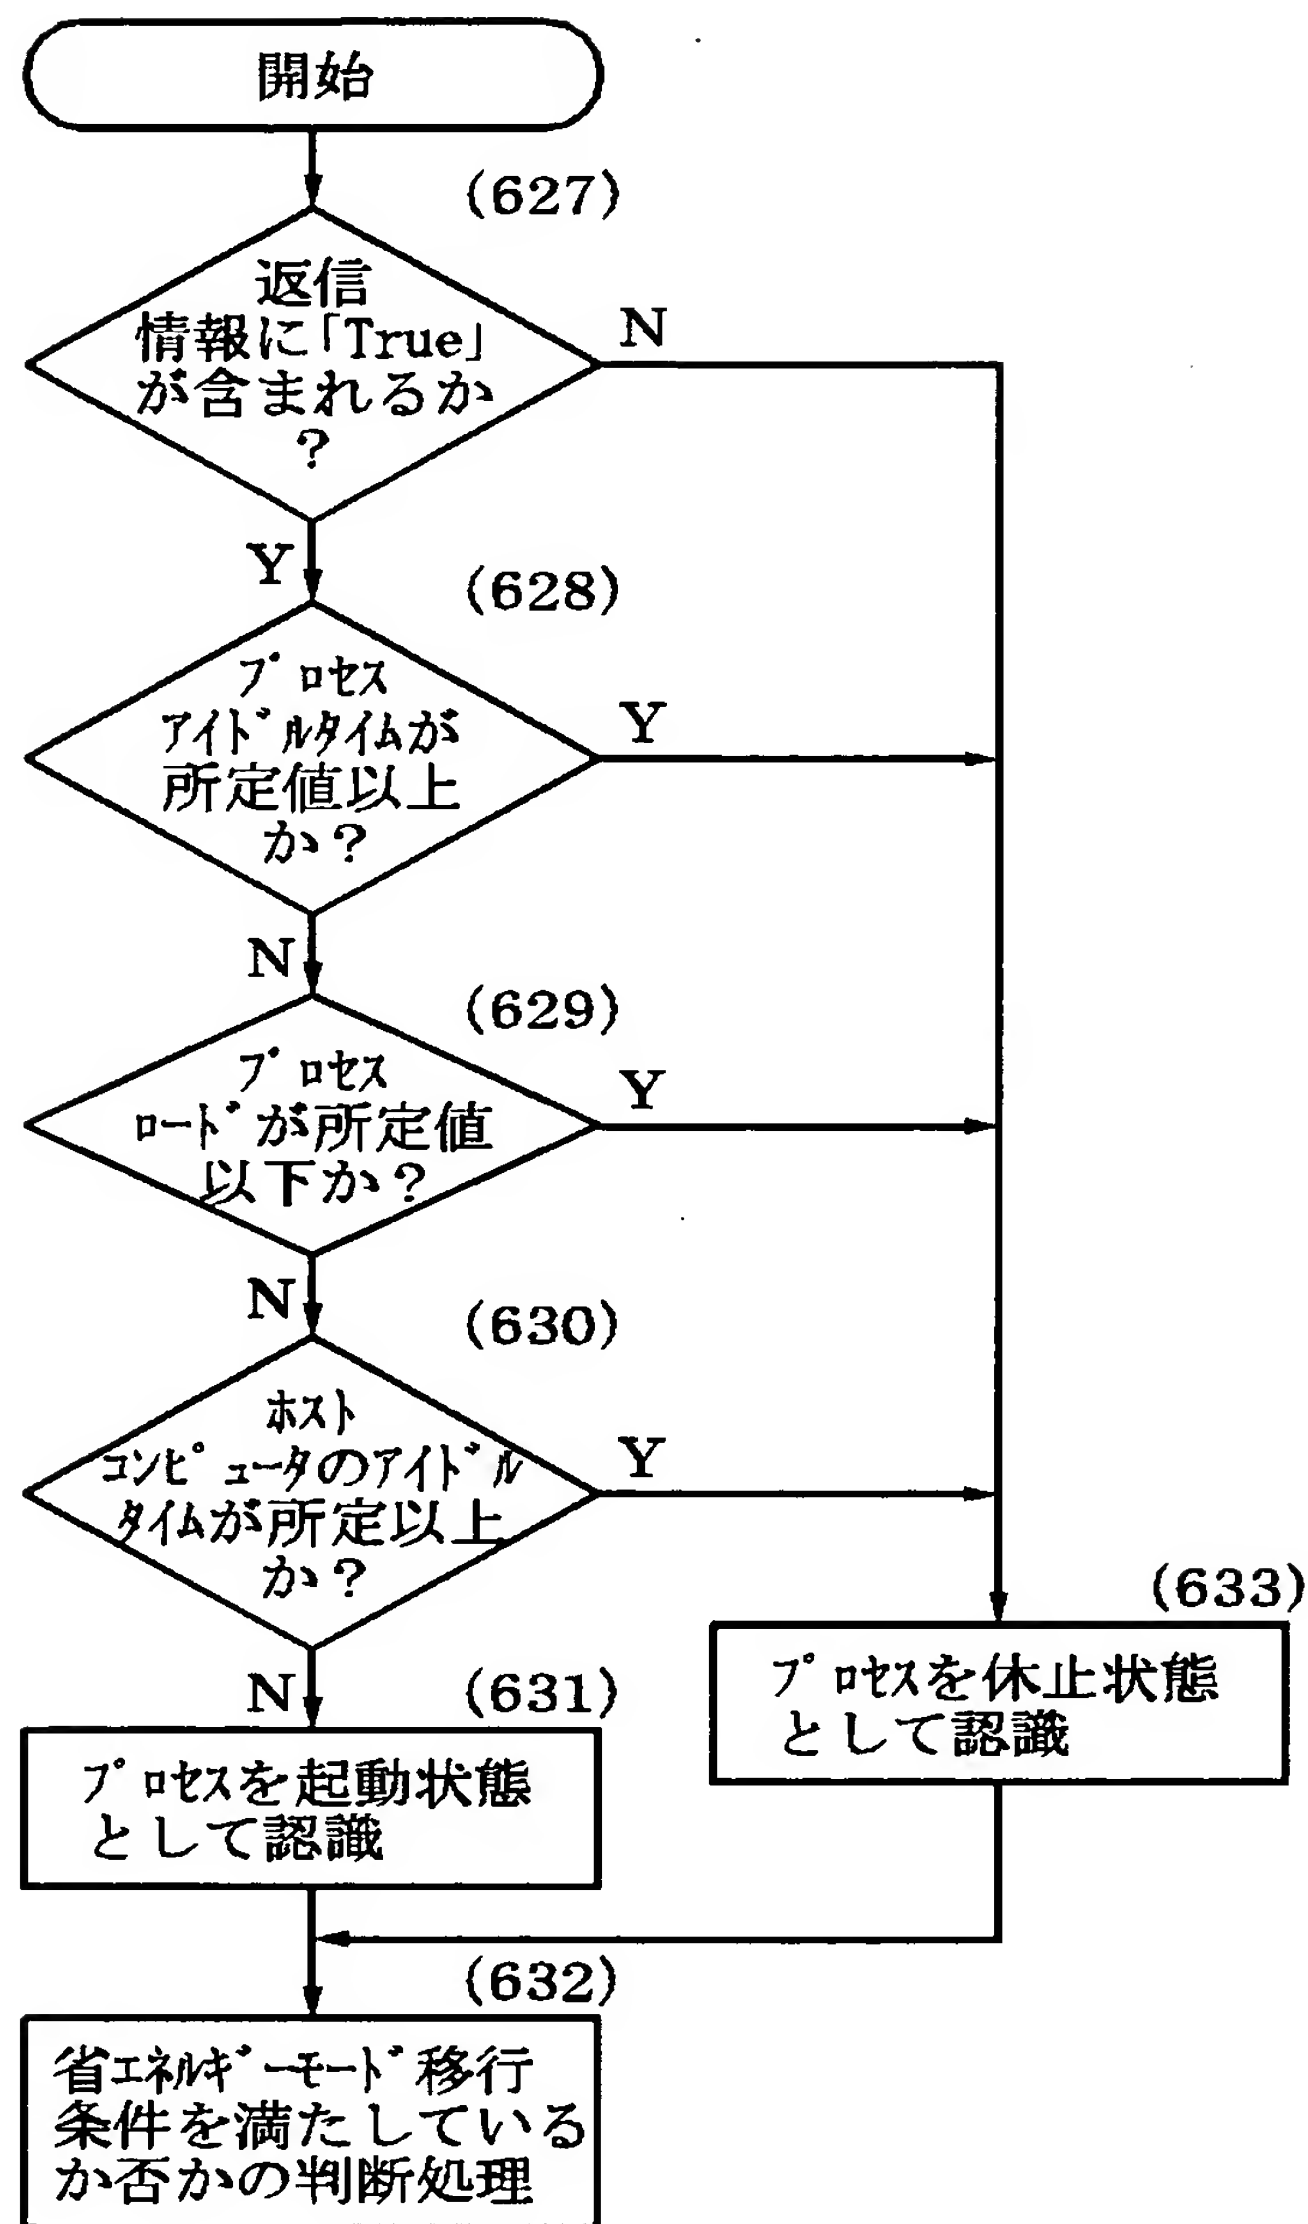 開始
(627)
返信
情報に「True」
が含まれるか
?
N
Y
(628)
プロセス
アイドルタイムが
所定値以上
か?
Y
N
(629)
プロセス
ロードが所定値
以下か?
Y
N
(630)
ホスト
コンピュータのアイドル
タイムが所定以上
か?
Y
N
(633)
プロセスを休止状態
として認識
(631)
プロセスを起動状態
として認識
(632)
省エネルギーモード移行
条件を満たしている
か否かの判断処理